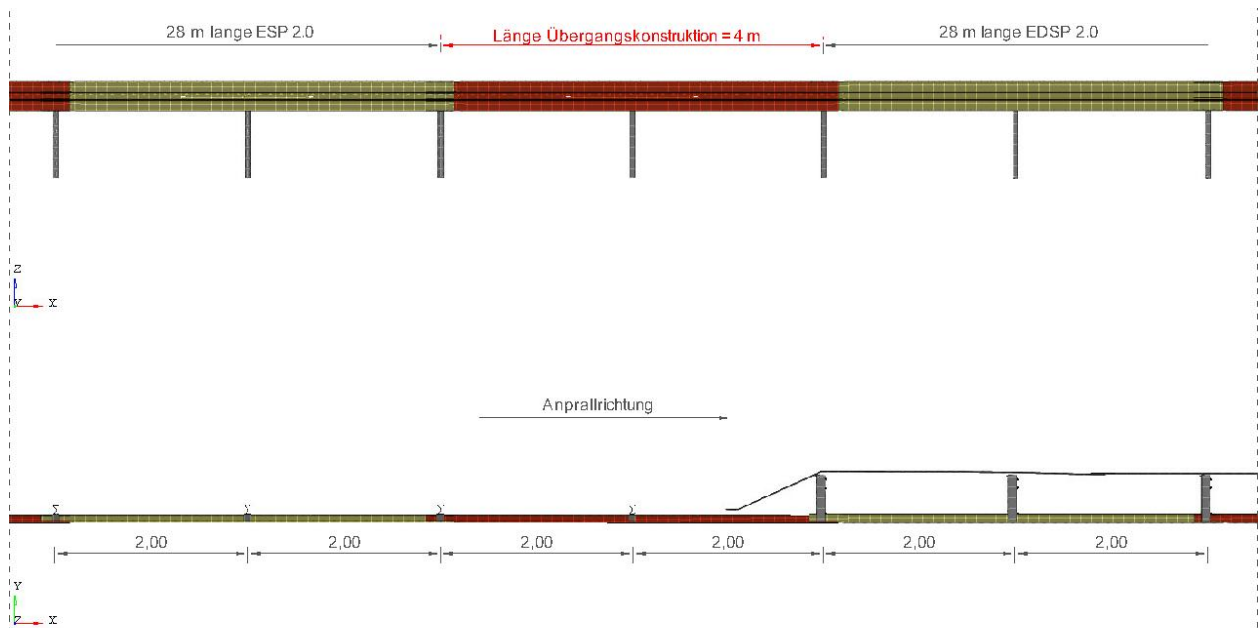 28 m lange ESP 2.0
Länge Übergangskonstruktion = 4 m
28 m lange EDSP 2.0
Z
Y X
Anprallrichtung
2,00 2,00 2,00 2,00 2,00 2,00
Y
Z X